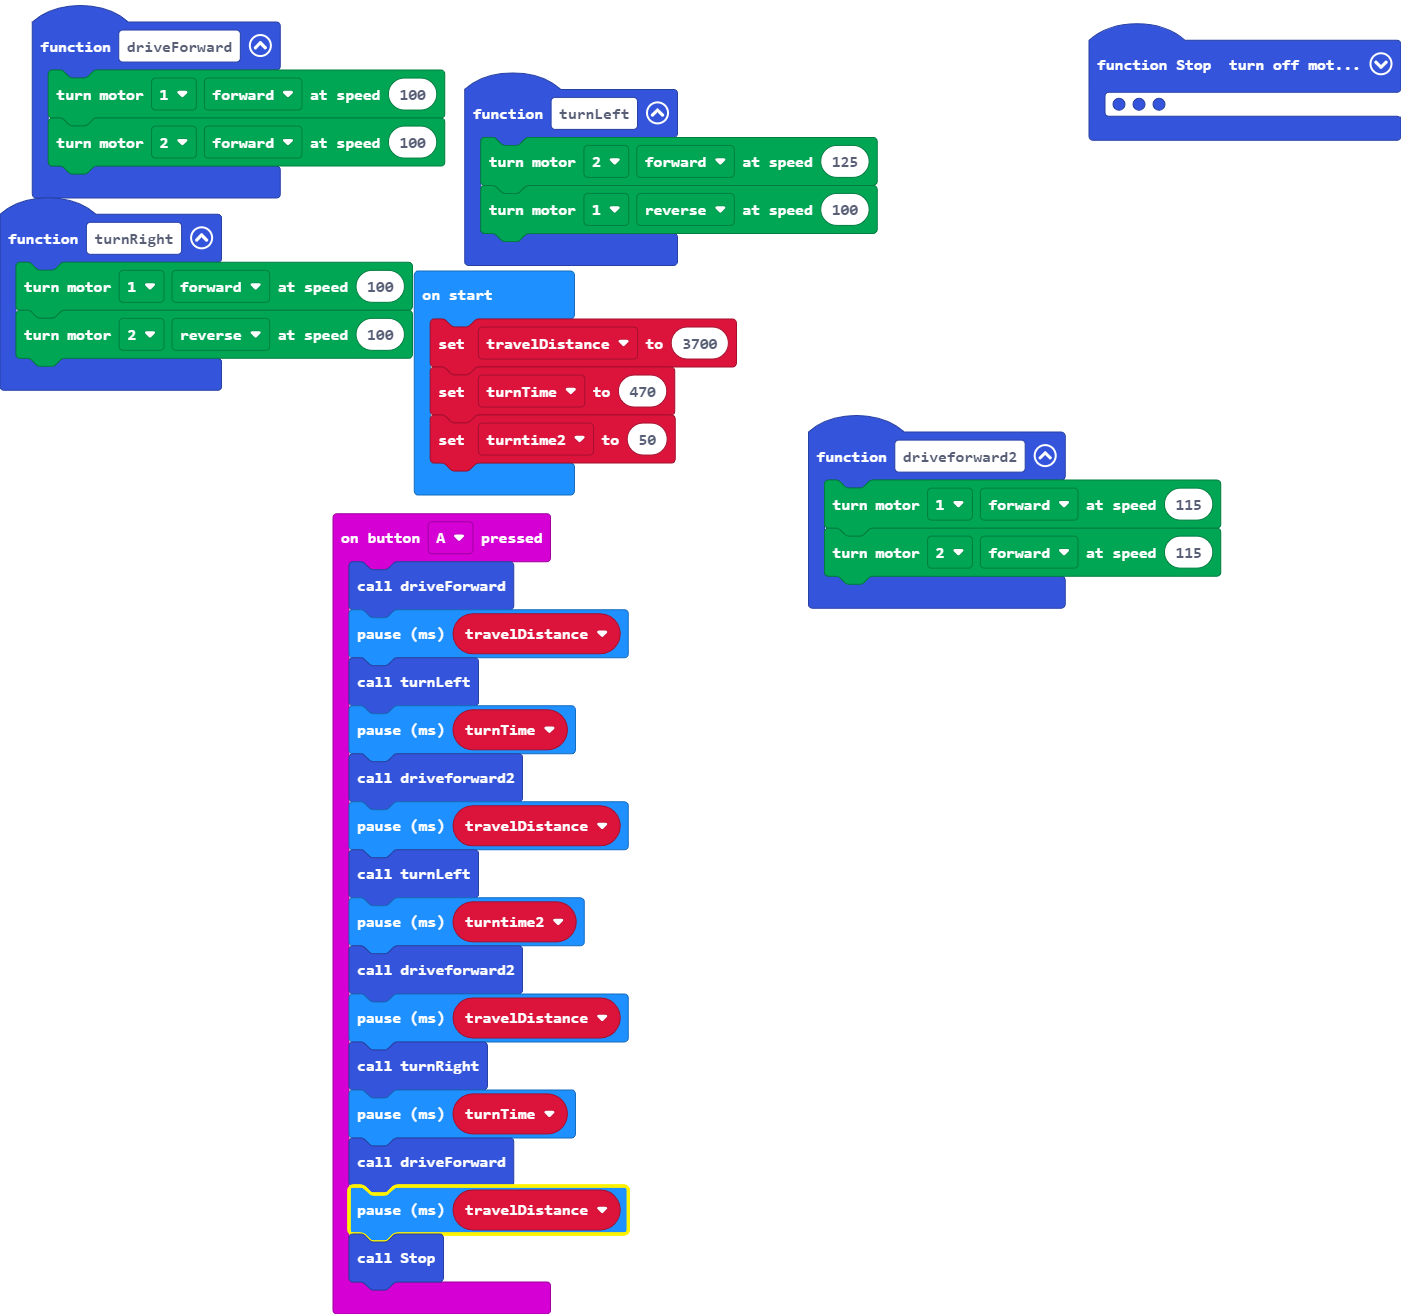 function driveForward
turn motor 1 forward at speed 100
turn motor 2 forward at speed 100
function turnLeft
turn motor 2 forward at speed 125
turn motor 1 reverse at speed 100
function Stop turn off mot...
function turnRight
turn motor 1 forward at speed 100
turn motor 2 reverse at speed 100
on start
set travelDistance to 3700
set turnTime to 470
set turntime2 to 50
function driveforward2
turn motor 1 forward at speed 115
turn motor 2 forward at speed 115
on button A pressed
call driveForward
pause (ms) travelDistance
call turnLeft
pause (ms) turnTime
call driveforward2
pause (ms) travelDistance
call turnLeft
pause (ms) turntime2
call driveforward2
pause (ms) travelDistance
call turnRight
pause (ms) turnTime
call driveForward
pause (ms) travelDistance
call Stop